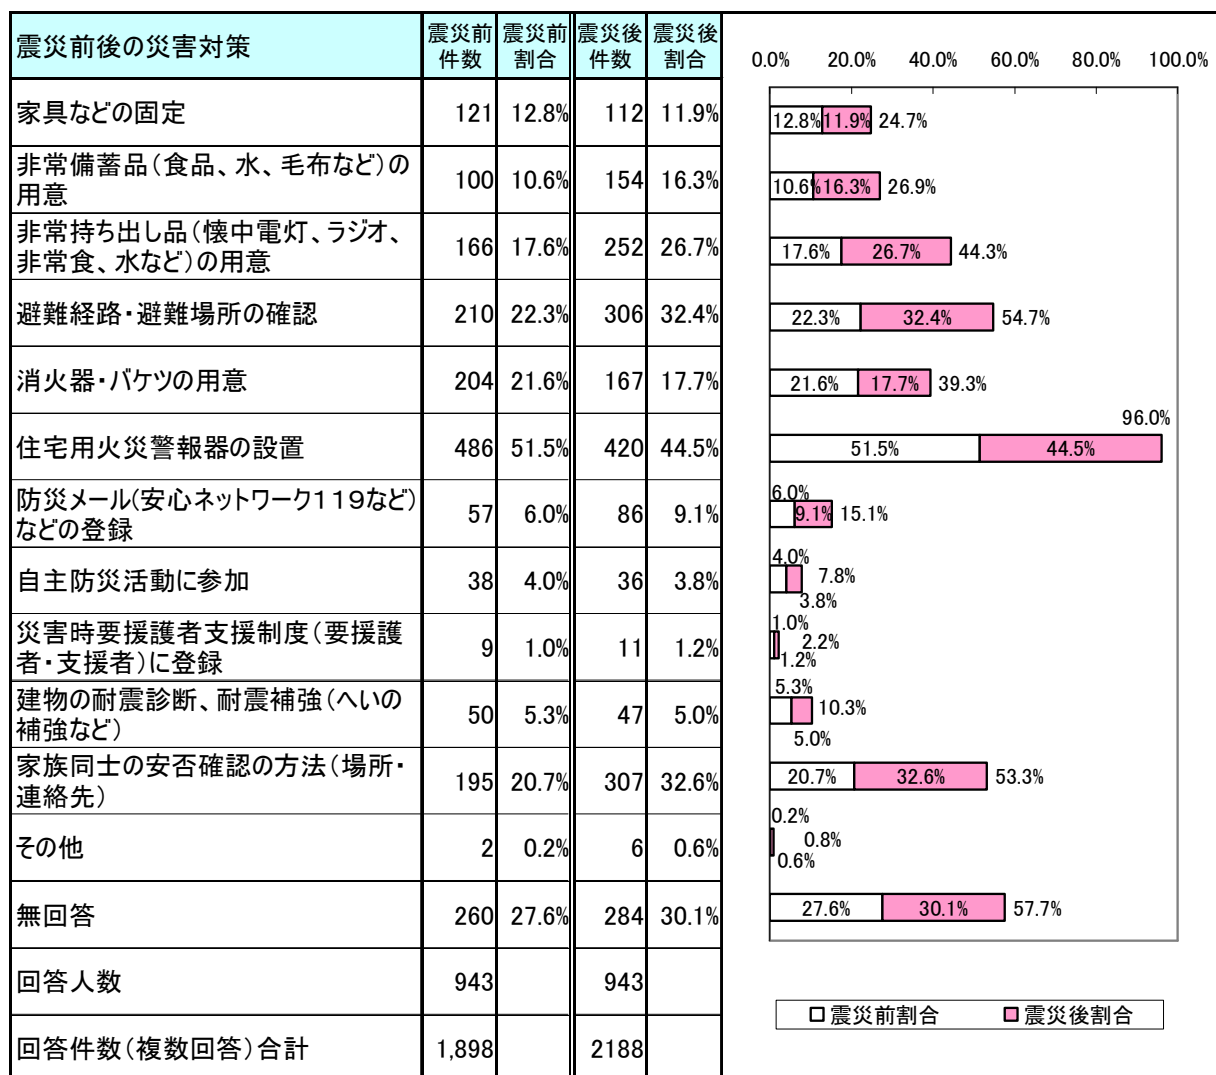 震災前後の災害対策 震災前件数 震災前割合 震災後件数 震災後割合
家具などの固定 121 12.8% 112 11.9%
非常備蓄品（食品、水、毛布など）の
用意 100 10.6% 154 16.3%
非常持ち出し品（懐中電灯、ラジオ、
非常食、水など）の用意 166 17.6% 252 26.7%
避難経路・避難場所の確認 210 22.3% 306 32.4%
消火器・バケツの用意 204 21.6% 167 17.7%
住宅用火災警報器の設置 486 51.5% 420 44.5%
防災メール(安心ネットワーク１１９など)
などの登録 57 6.0% 86 9.1%
自主防災活動に参加 38 4.0% 36 3.8%
災害時要援護者支援制度（要援護
者・支援者）に登録 9 1.0% 11 1.2%
建物の耐震診断、耐震補強（へいの
補強など） 50 5.3% 47 5.0%
家族同士の安否確認の方法（場所・
連絡先） 195 20.7% 307 32.6%
その他 2 0.2% 6 0.6%
無回答 260 27.6% 284 30.1%
回答人数 943 943
回答件数（複数回答）合計 1,898 2188
0.0% 20.0% 40.0% 60.0% 80.0% 100.0%
12.8% 11.9% 24.7%
10.6% 16.3% 26.9%
17.6% 26.7% 44.3%
22.3% 32.4% 54.7%
21.6% 17.7% 39.3%
96.0%
51.5% 44.5%
6.0%
9.1% 15.1%
4.0%
7.8%
3.8%
1.0%
2.2%
1.2%
5.3%
10.3%
5.0%
20.7% 32.6% 53.3%
0.2%
0.8%
0.6%
27.6% 30.1% 57.7%
震災前割合 震災後割合